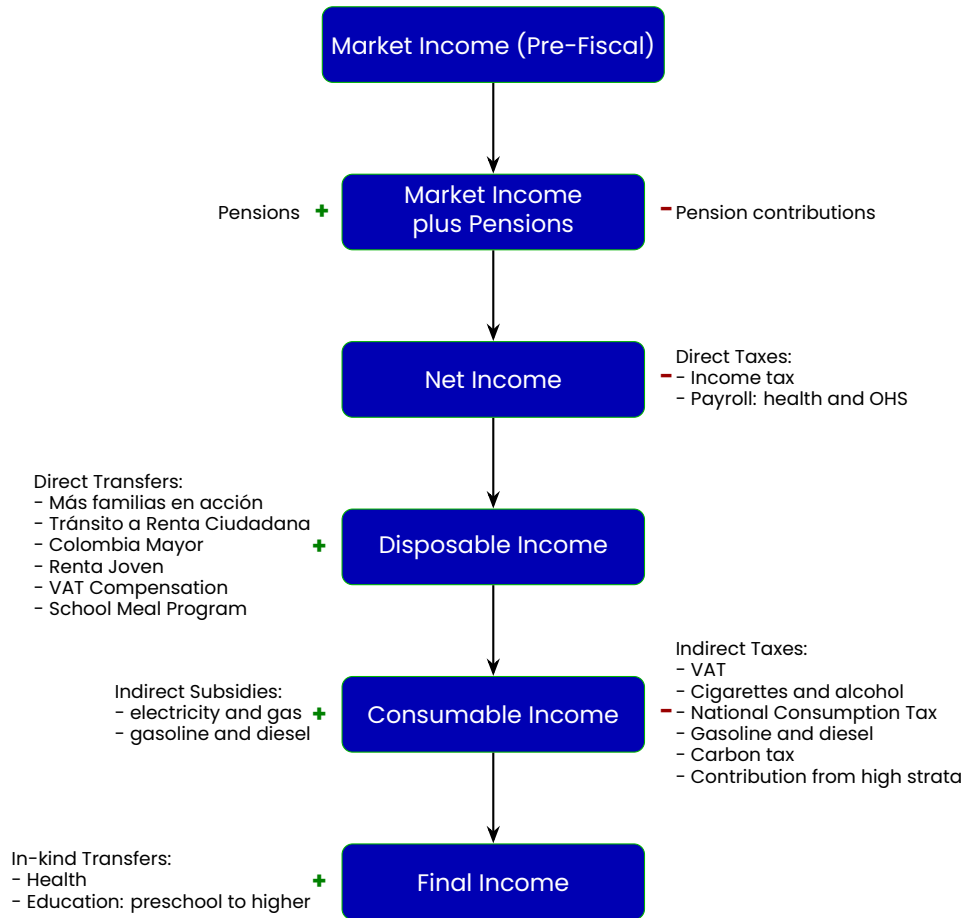 Market Income (Pre-Fiscal)
Pensions +
Market Income
plus Pensions
- Pension contributions
Net Income
Direct Taxes:
- Income tax
- Payroll: health and OHS
Direct Transfers:
- Más familias en acción
- Tránsito a Renta Ciudadana
- Colombia Mayor
- Renta Joven
- VAT Compensation
- School Meal Program
+
Disposable Income
Indirect Subsidies:
- electricity and gas
- gasoline and diesel
+
Consumable Income
Indirect Taxes:
- VAT
- Cigarettes and alcohol
- National Consumption Tax
- Gasoline and diesel
- Carbon tax
- Contribution from high strata
In-kind Transfers:
- Health
- Education: preschool to higher
+
Final Income